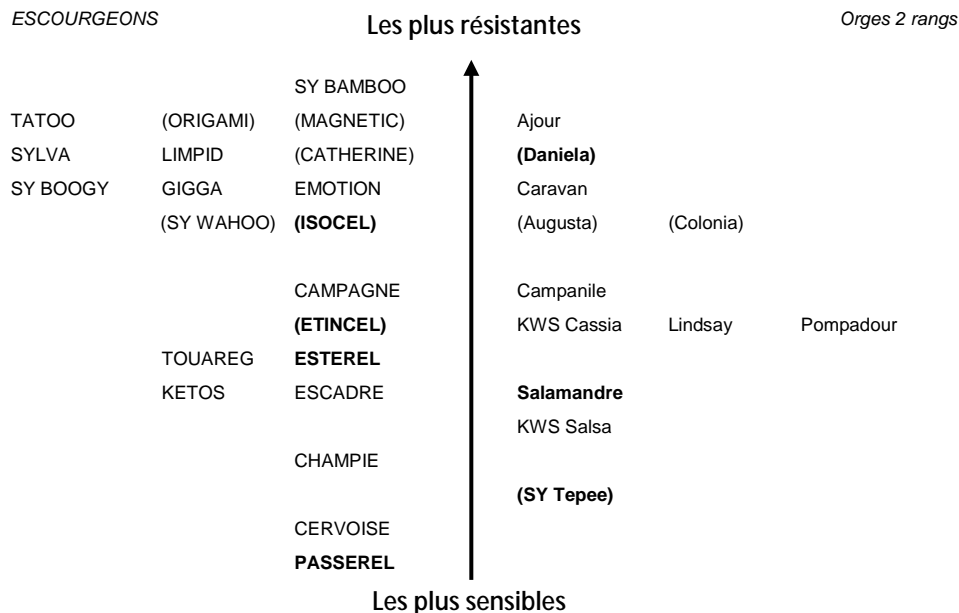 ESCOURGEONS Les plus résistantes Orges 2 rangs
SY BAMBOO
TATOO (ORIGAMI) (MAGNETIC) Ajour
SYLVA LIMPID (CATHERINE) (Daniela)
SY BOOGY GIGGA EMOTION Caravan
(SY WAHOO) (ISOCEL) (Augusta) (Colonia)
CAMPAGNE Campanile
(ETINCEL) KWS Cassia Lindsay Pompadour
TOUAREG ESTEREL
KETOS ESCADRE Salamandre
KWS Salsa
CHAMPIE
(SY Tepee)
CERVOISE
PASSEREL
Les plus sensibles